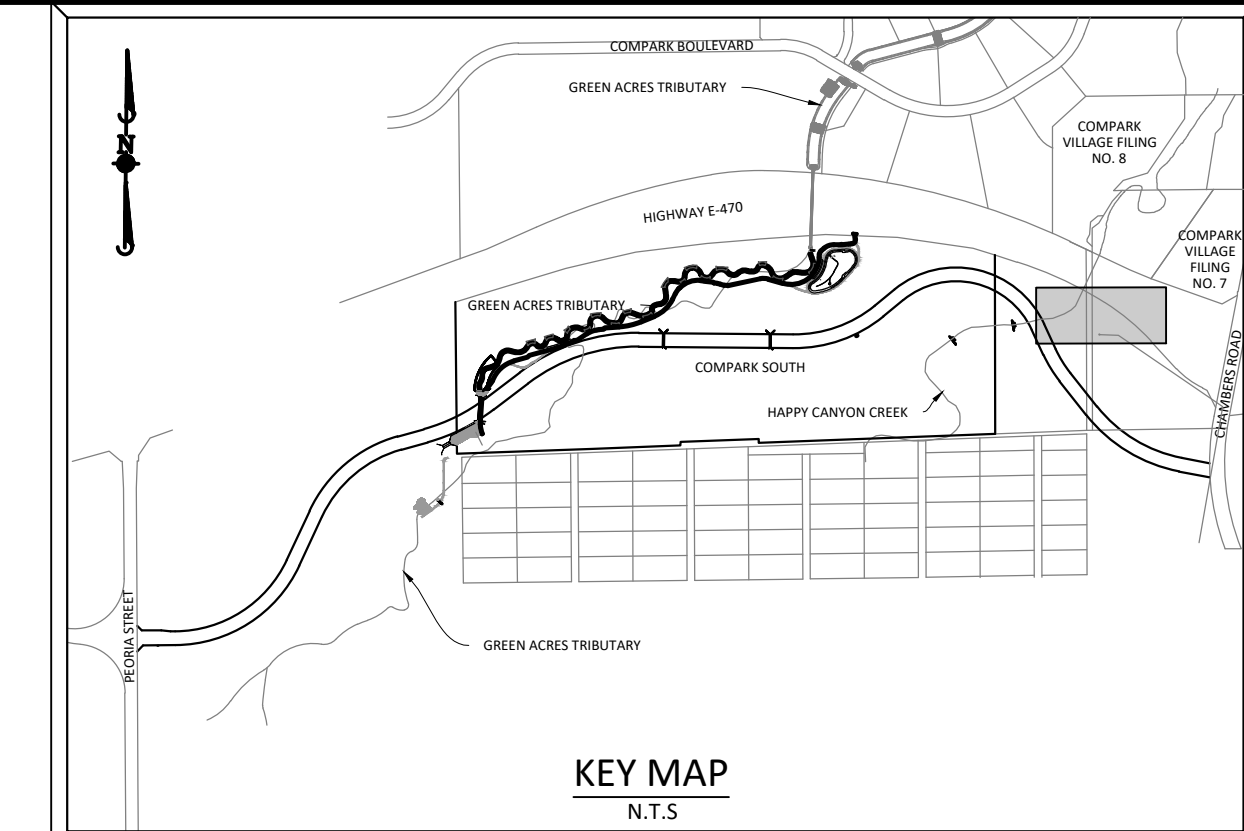 COMPARK BOULEVARD
GREEN ACRES TRIBUTARY
COMPARK
VILLAGE FILING
NO. 8
N
HIGHWAY E-470
COMPARK
VILLAGE
FILING
NO. 7
GREEN ACRES TRIBUTARY
COMPARK SOUTH
CHAMBERS ROAD
HAPPY CANYON CREEK
PEORIA STREET
GREEN ACRES TRIBUTARY
KEY MAP
N.T.S